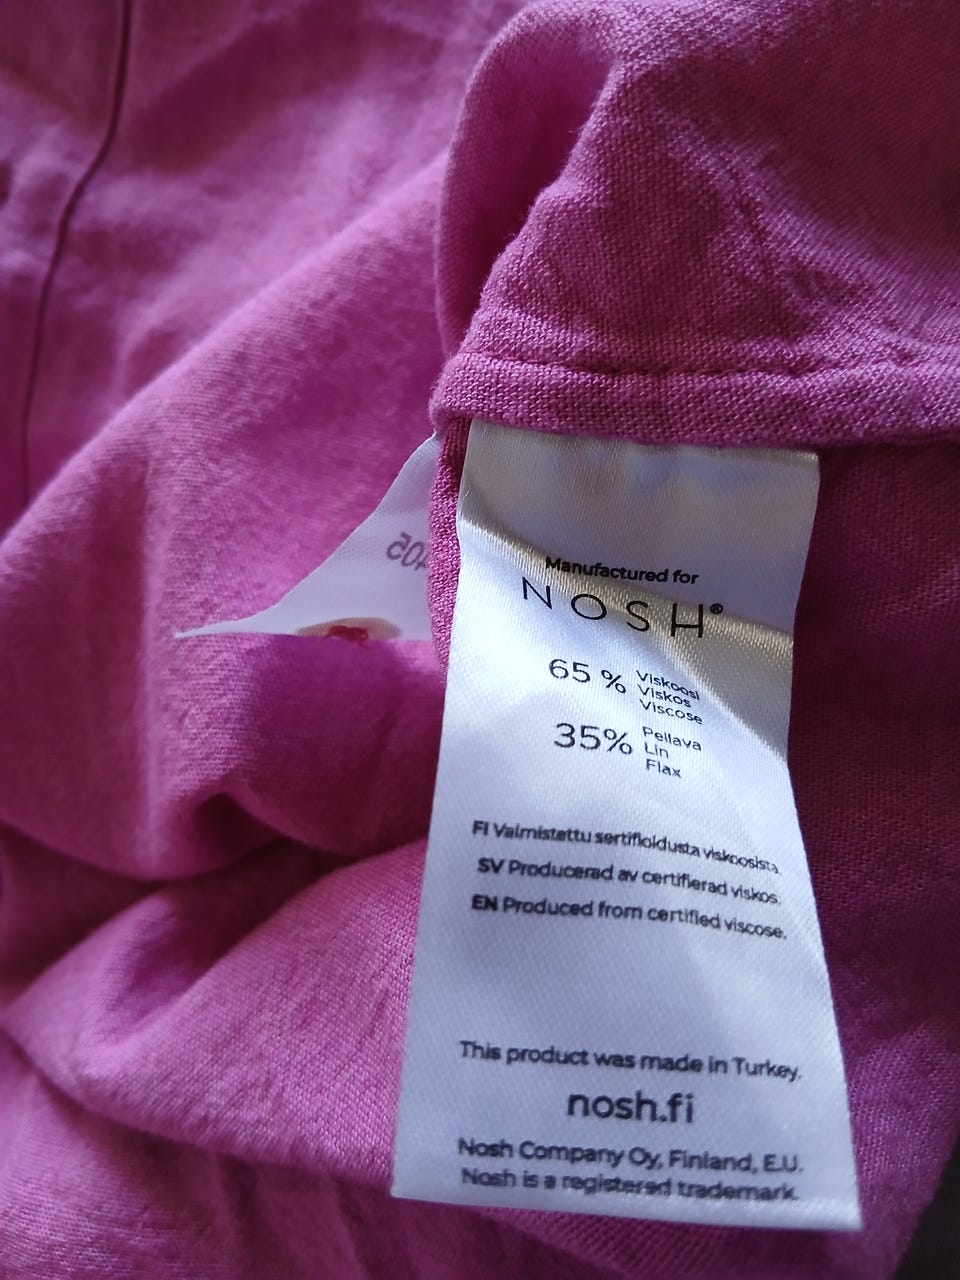 Manufactured for
NOSH®
65 % Viskoosi
Viskos
Viscose
35% Pellava
Lin
Flax
FI Valmistettu sertifioidusta viskoosista.
SV Producerad av certifierad viskos.
EN Produced from certified viscose.
This product was made in Turkey.
nosh.fi
Nosh Company Oy, Finland, E.U.
Nosh is a registered trademark.